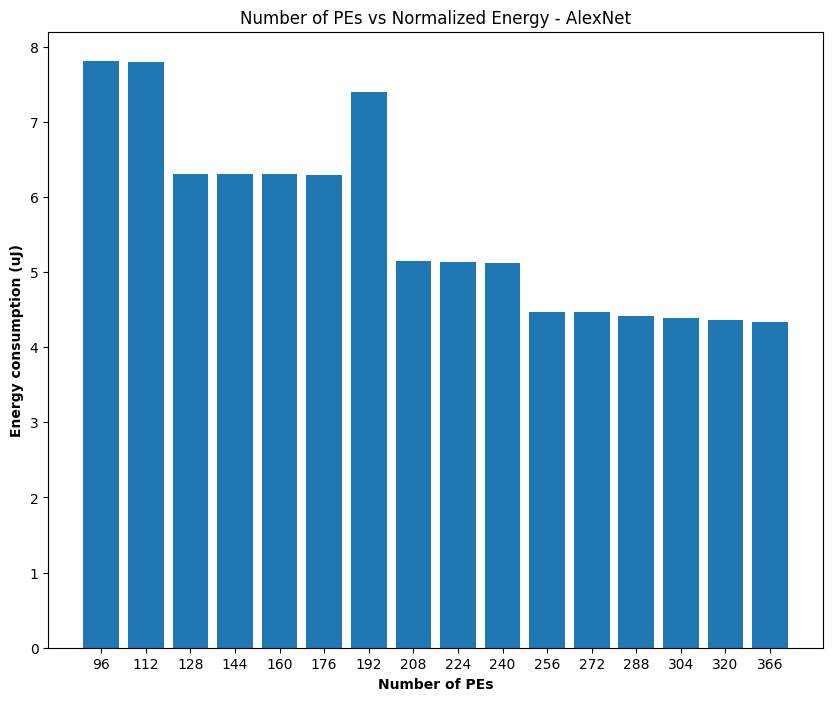 Number of PEs vs Normalized Energy - AlexNet
Energy consumption (uJ)
8
7
6
5
4
3
2
1
0
96 112 128 144 160 176 192 208 224 240 256 272 288 304 320 366
Number of PEs